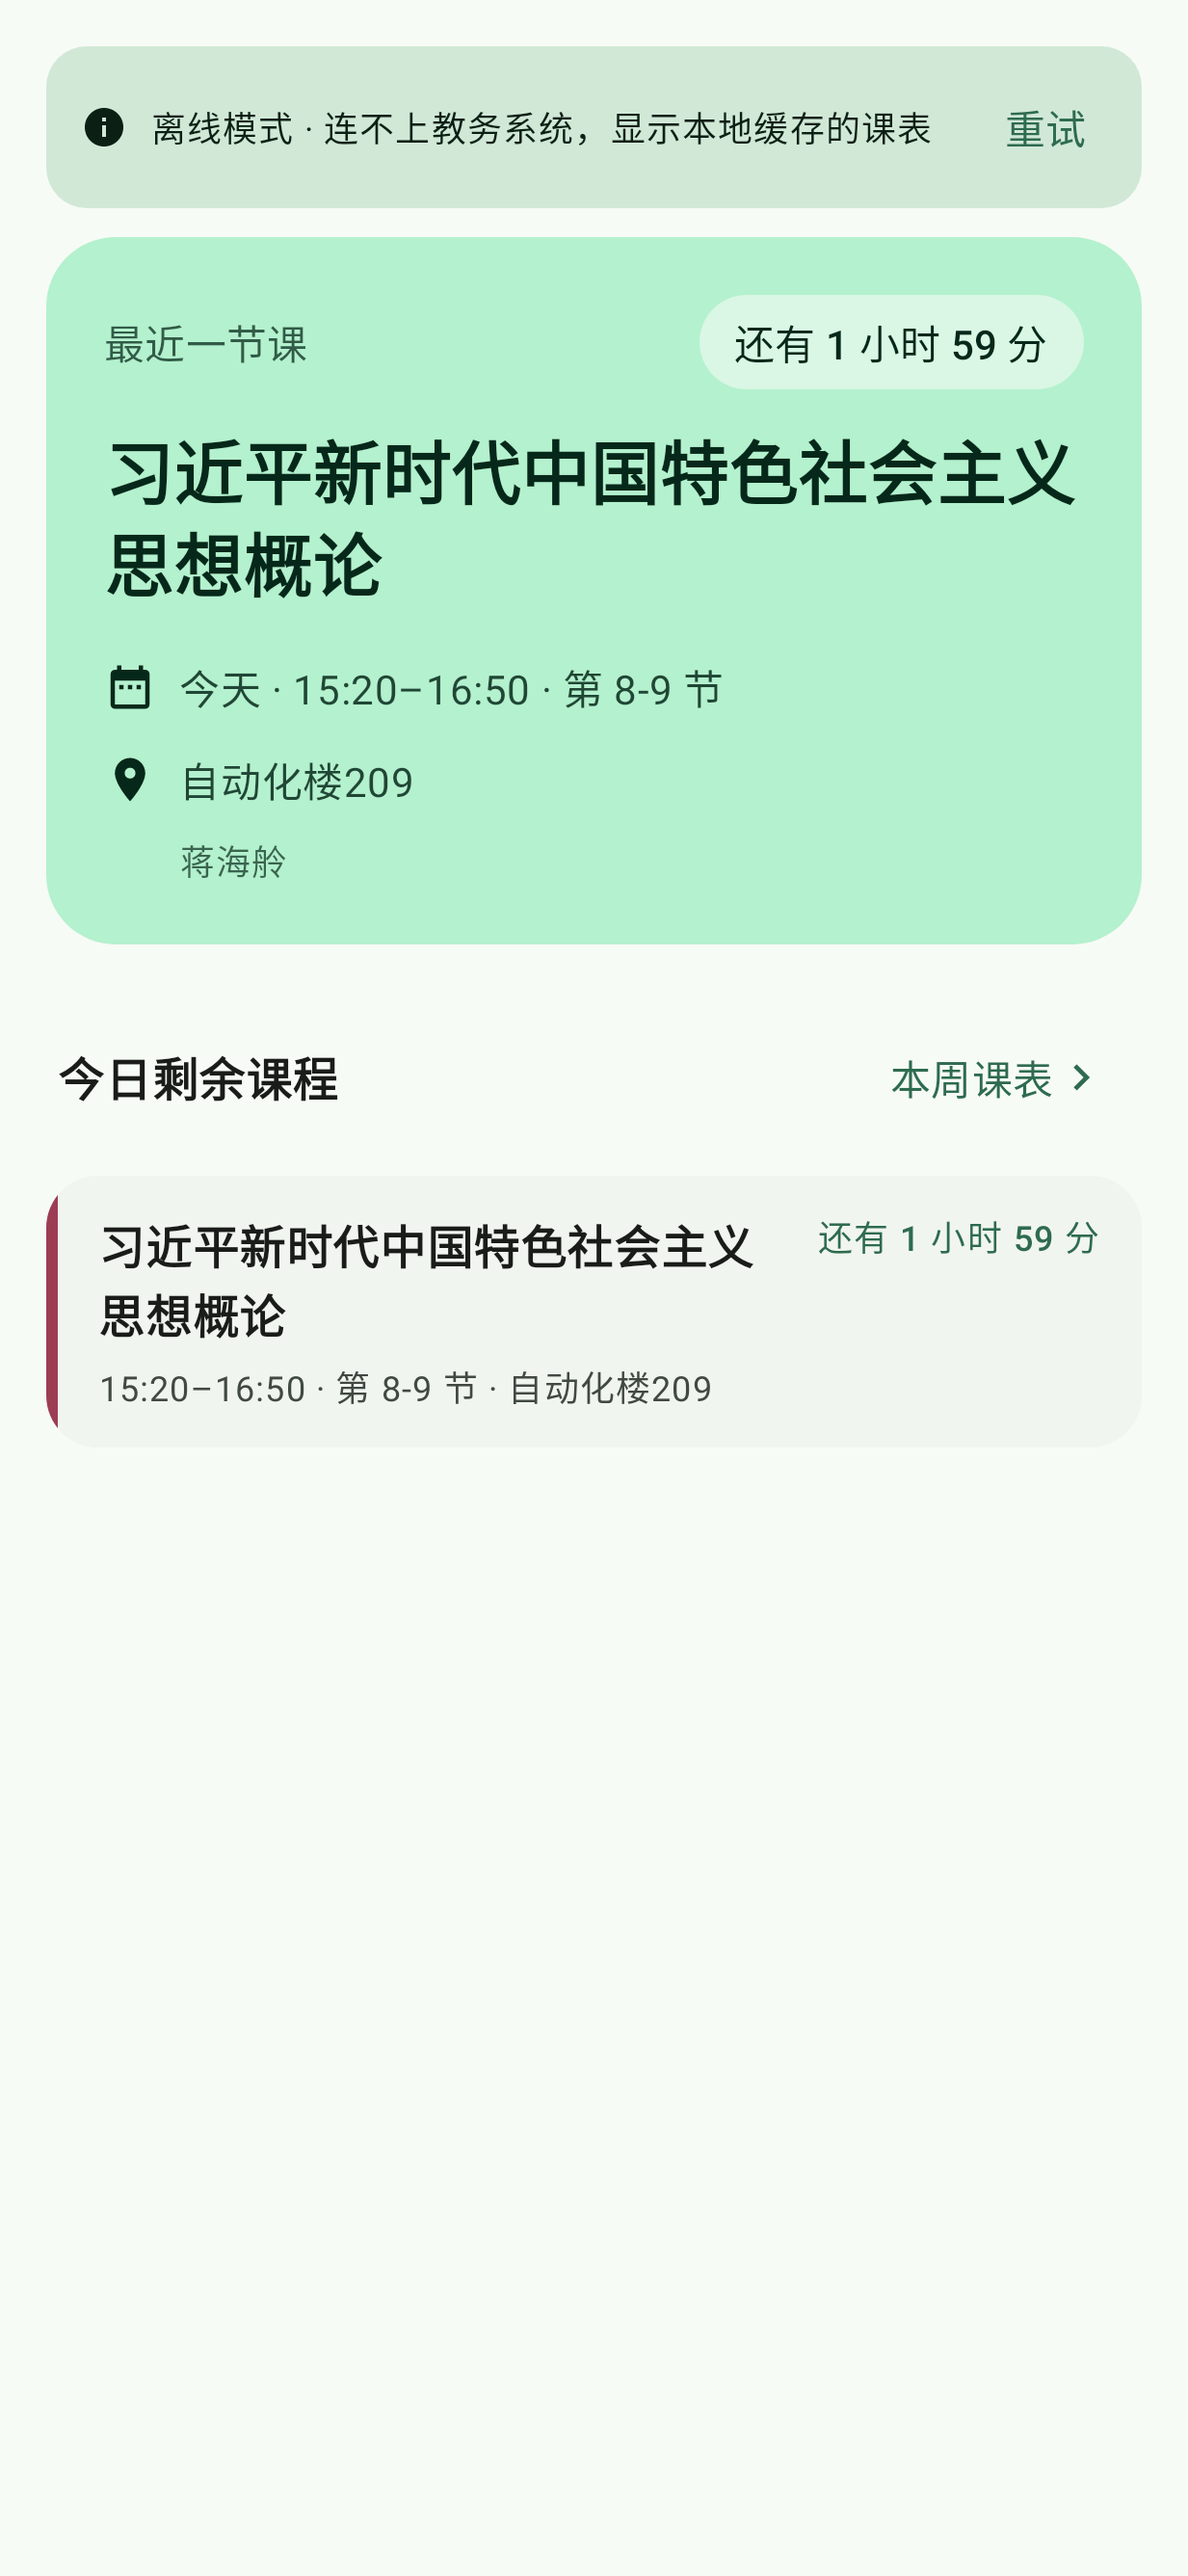 离线模式 · 连不上教务系统，显示本地缓存的课表
重试
最近一节课
还有 1 小时 59 分
习近平新时代中国特色社会主义
思想概论
今天 · 15:20–16:50 · 第 8-9 节
自动化楼209
蒋海舲
今日剩余课程
本周课表
习近平新时代中国特色社会主义
思想概论
还有 1 小时 59 分
15:20–16:50 · 第 8-9 节 · 自动化楼209